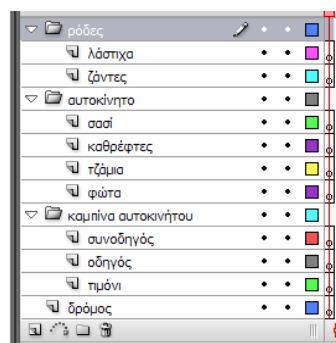 ρόδες
λάστιχα
ζάντες
αυτοκίνητο
σασί
καθρέφτες
τζάμια
φώτα
καμπίνα αυτοκινήτου
συνοδηγός
οδηγός
τιμόνι
δρόμος